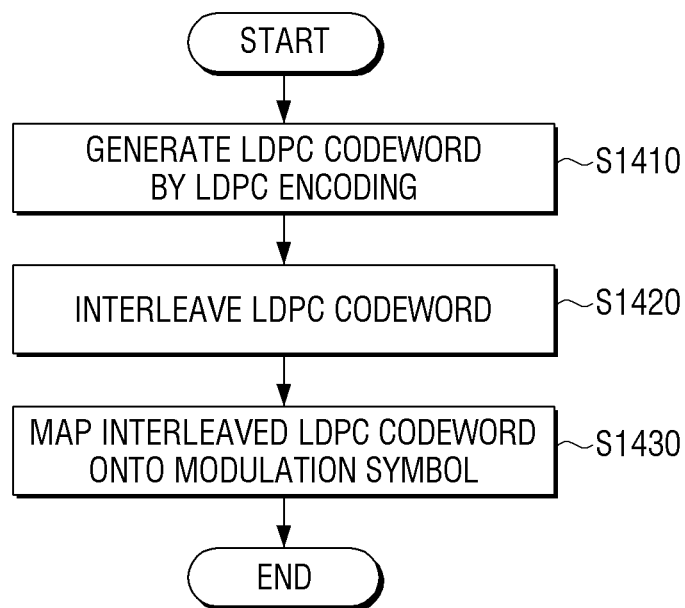 START
GENERATE LDPC CODEWORD
BY LDPC ENCODING
S1410
INTERLEAVE LDPC CODEWORD
S1420
MAP INTERLEAVED LDPC CODEWORD
ONTO MODULATION SYMBOL
S1430
END